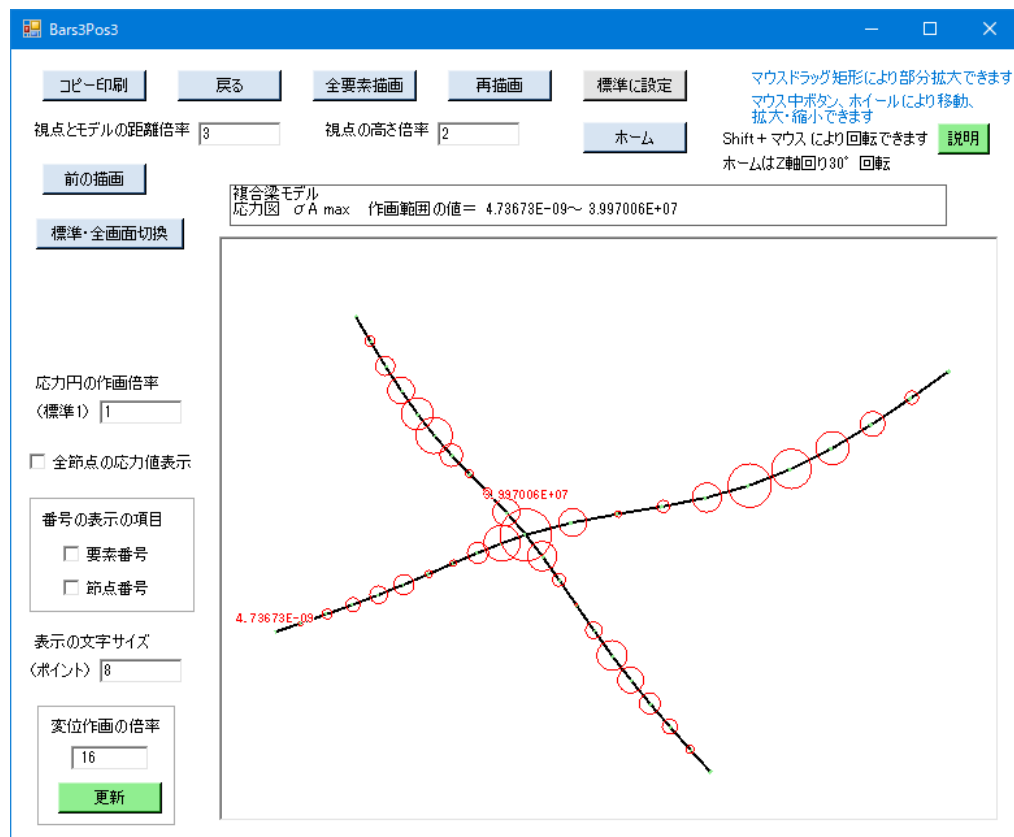 Bars3Pos3
コピー印刷
戻る
全要素描画
再描画
標準に設定
マウスドラッグ矩形により部分拡大できます
マウス中ボタン、ホイールにより移動、
拡大・縮小できます
視点とモデルの距離倍率 3
視点の高さ倍率 2
ホーム
Shift+マウスにより回転できます
説明
ホームはZ軸回り30° 回転
前の描画
複合梁モデル
応力図 σA max 作画範囲の値= 4.73673E-09~ 3.997006E+07
標準・全画面切換
応力円の作画倍率
(標準1) 1
全節点の応力値表示
3.997006E+07
番号の表示の項目
要素番号
節点番号
4.73673E-09
表示の文字サイズ
(ポイント) 8
変位作画の倍率
16
更新